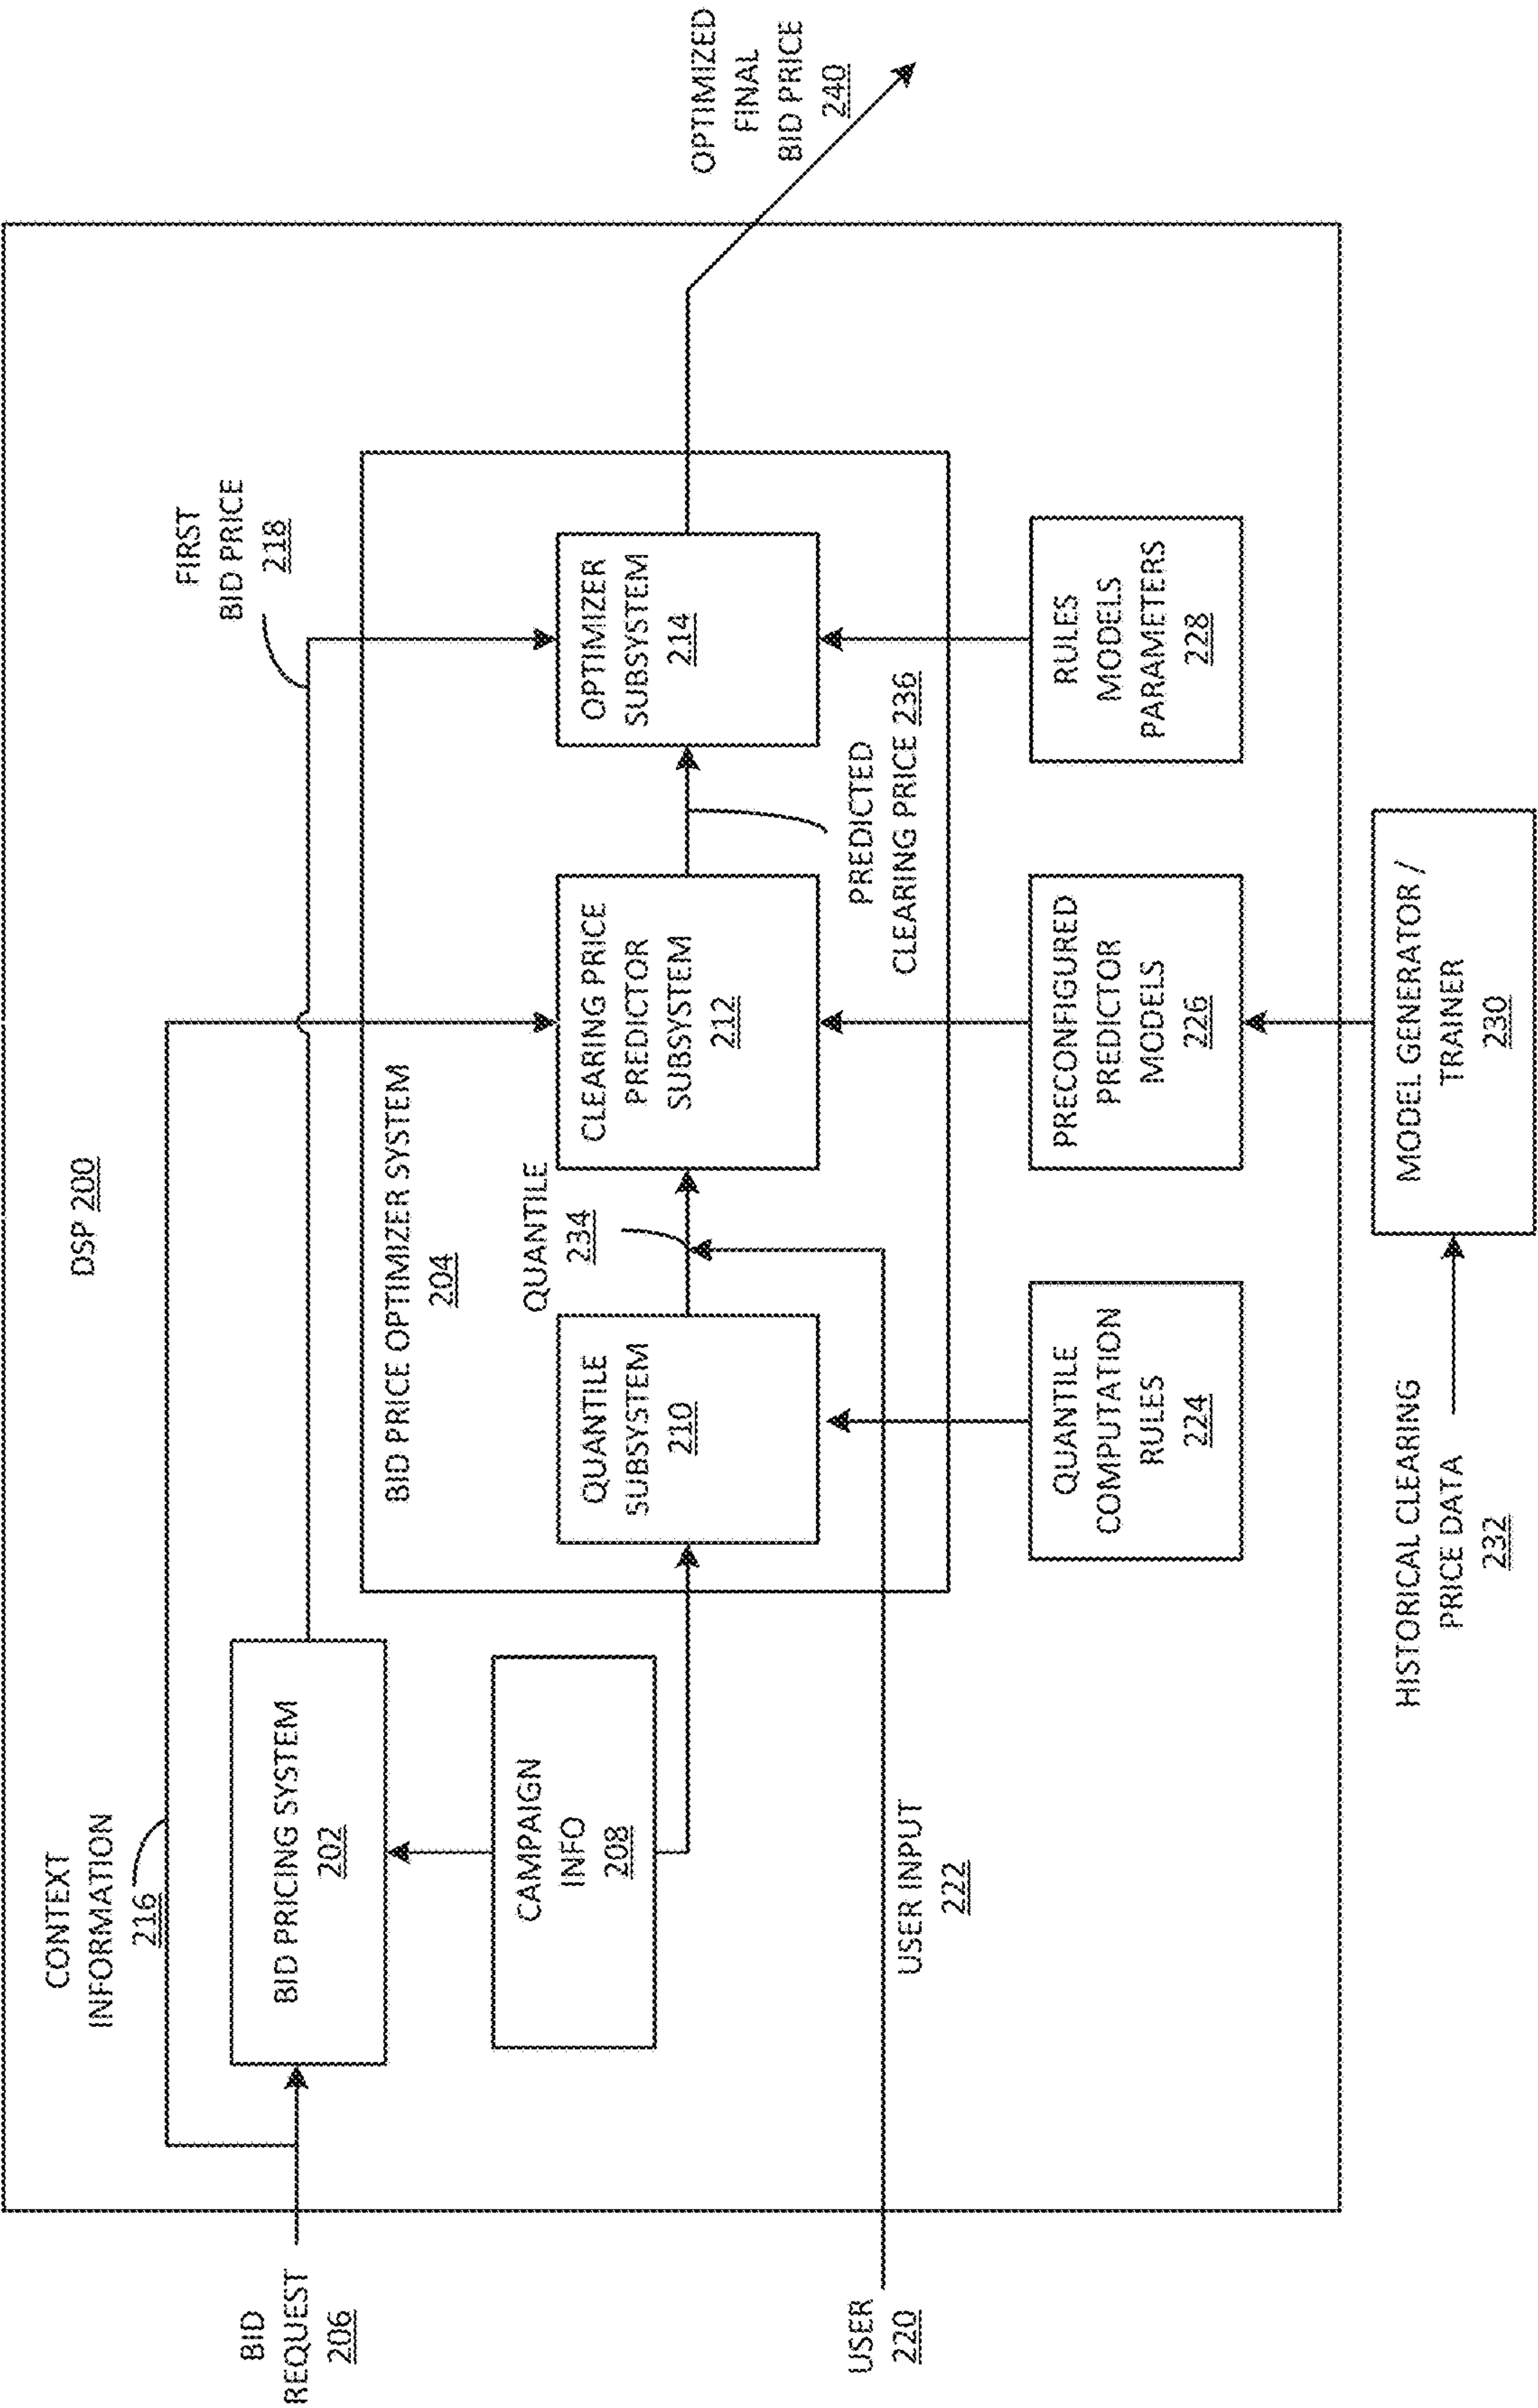 DSP 200
CONTEXT
INFORMATION
216
FIRST
BID PRICE
218
BID
REQUEST
206
BID PRICING SYSTEM
202
CAMPAIGN
INFO
208
BID PRICE OPTIMIZER SYSTEM
204
QUANTILE
SUBSYSTEM
210
QUANTILE
234
CLEARING PRICE
PREDICTOR
SUBSYSTEM
212
PREDICTED
CLEARING PRICE 236
OPTIMIZER
SUBSYSTEM
214
OPTIMIZED
FINAL
BID PRICE
240
USER
220
USER INPUT
222
QUANTILE
COMPUTATION
RULES
224
PRECONFIGURED
PREDICTOR
MODELS
226
RULES
MODELS
PARAMETERS
228
HISTORICAL CLEARING
PRICE DATA
232
MODEL GENERATOR /
TRAINER
230